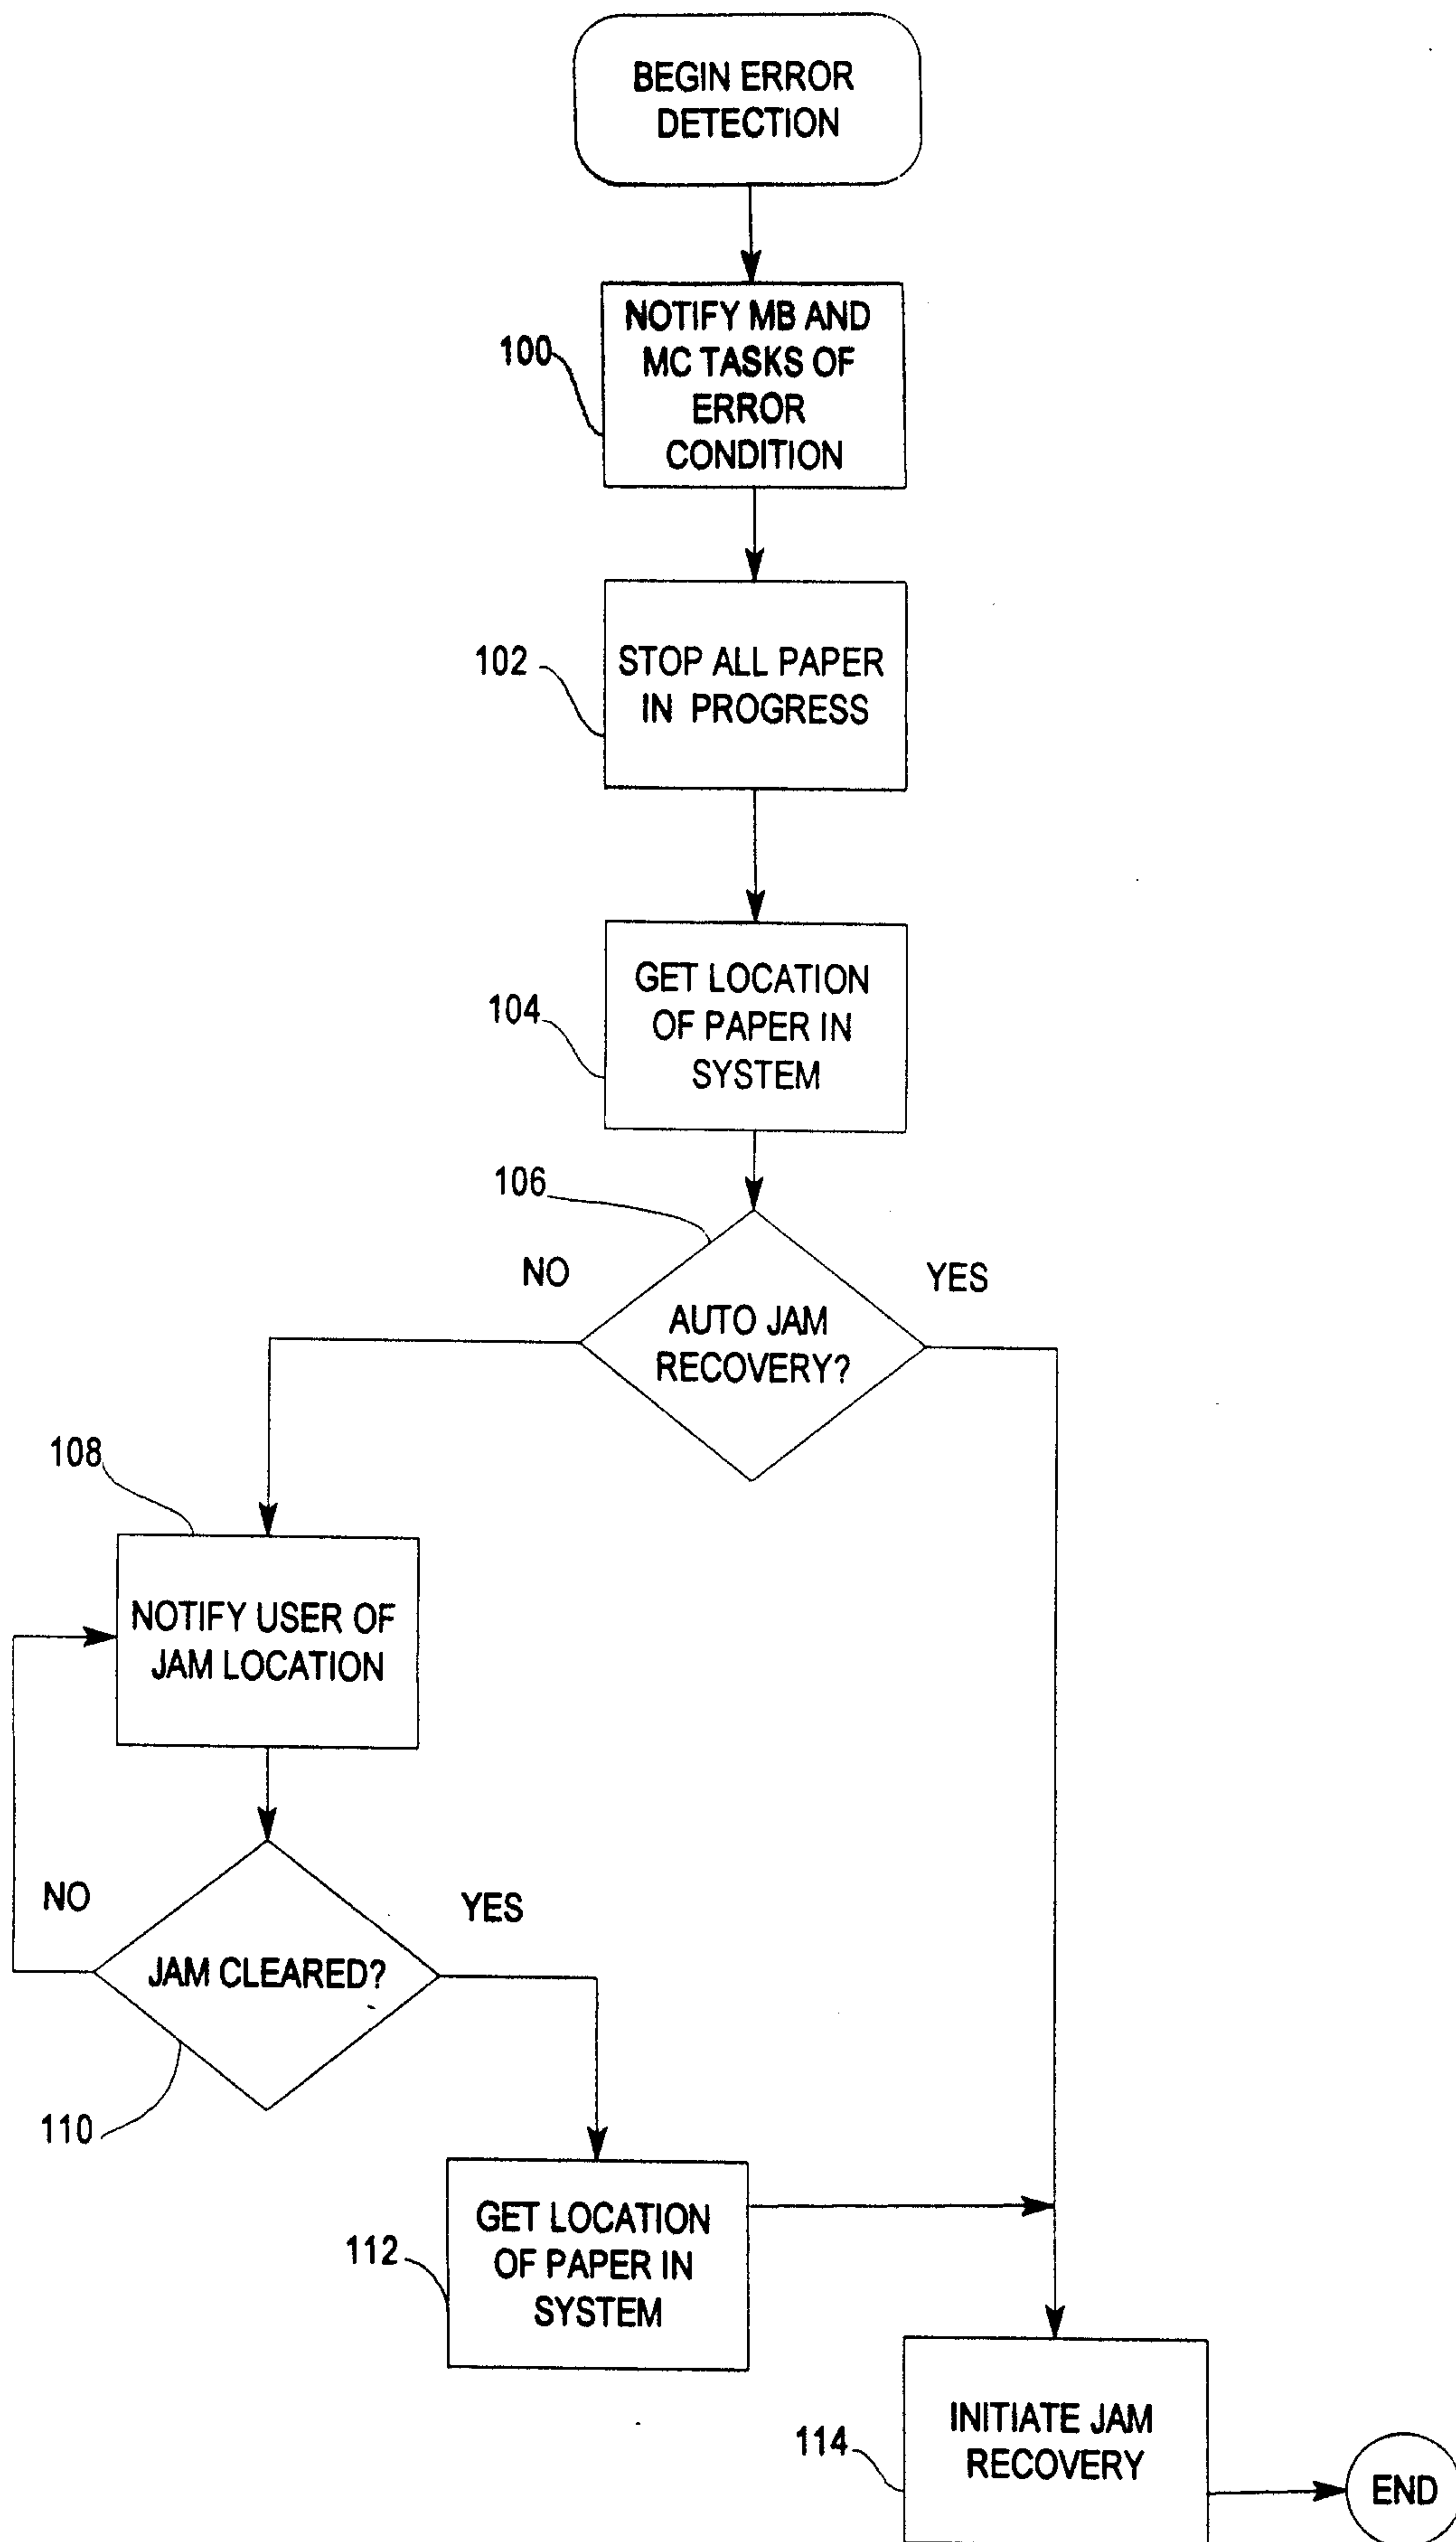 BEGIN ERROR
DETECTION
100
NOTIFY MB AND
MC TASKS OF
ERROR
CONDITION
102
STOP ALL PAPER
IN PROGRESS
104
GET LOCATION
OF PAPER IN
SYSTEM
106
NO
YES
AUTO JAM
RECOVERY?
108
NOTIFY USER OF
JAM LOCATION
NO
YES
JAM CLEARED?
110
112
GET LOCATION
OF PAPER IN
SYSTEM
114
INITIATE JAM
RECOVERY
END